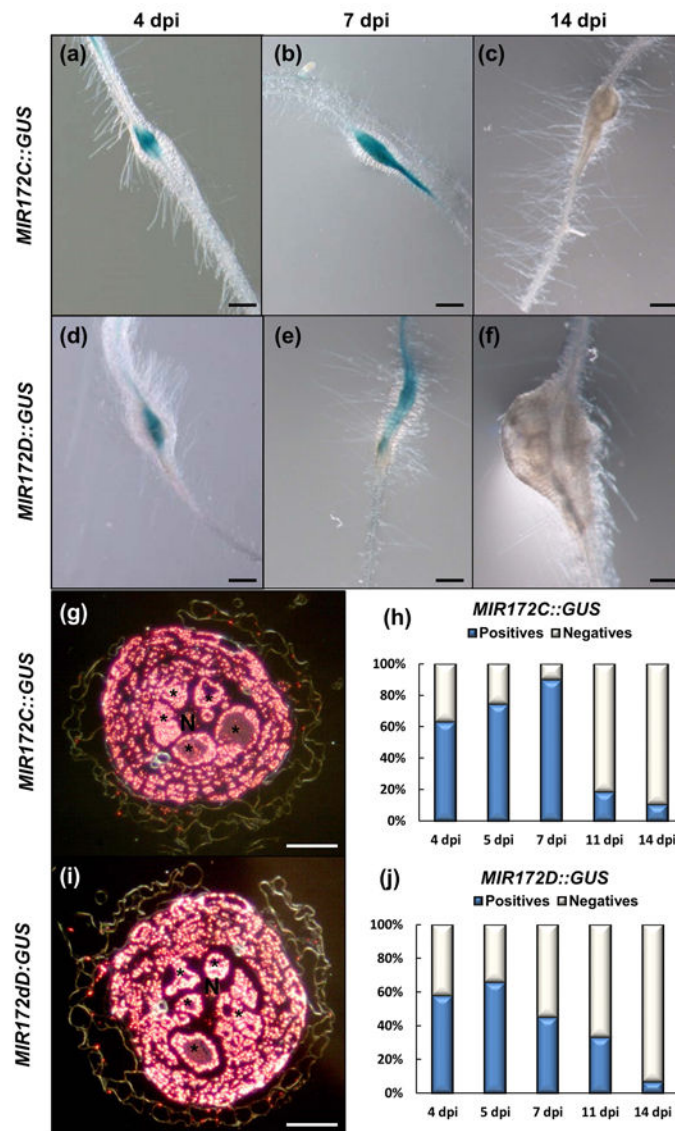 4 dpi 7 dpi 14 dpi
MIR172C::GUS
(a) (b) (c)
MIR172D::GUS
(d) (e) (f)
MIR172C::GUS
(g)
* *
* N *
*
(h) MIR172C::GUS
Positives Negatives
100%
80%
60%
40%
20%
0%
4 dpi 5 dpi 7 dpi 11 dpi 14 dpi
MIR172dD:GUS
(i)
* *
N
* *
*
(j) MIR172D::GUS
Positives Negatives
100%
80%
60%
40%
20%
0%
4 dpi 5 dpi 7 dpi 11 dpi 14 dpi